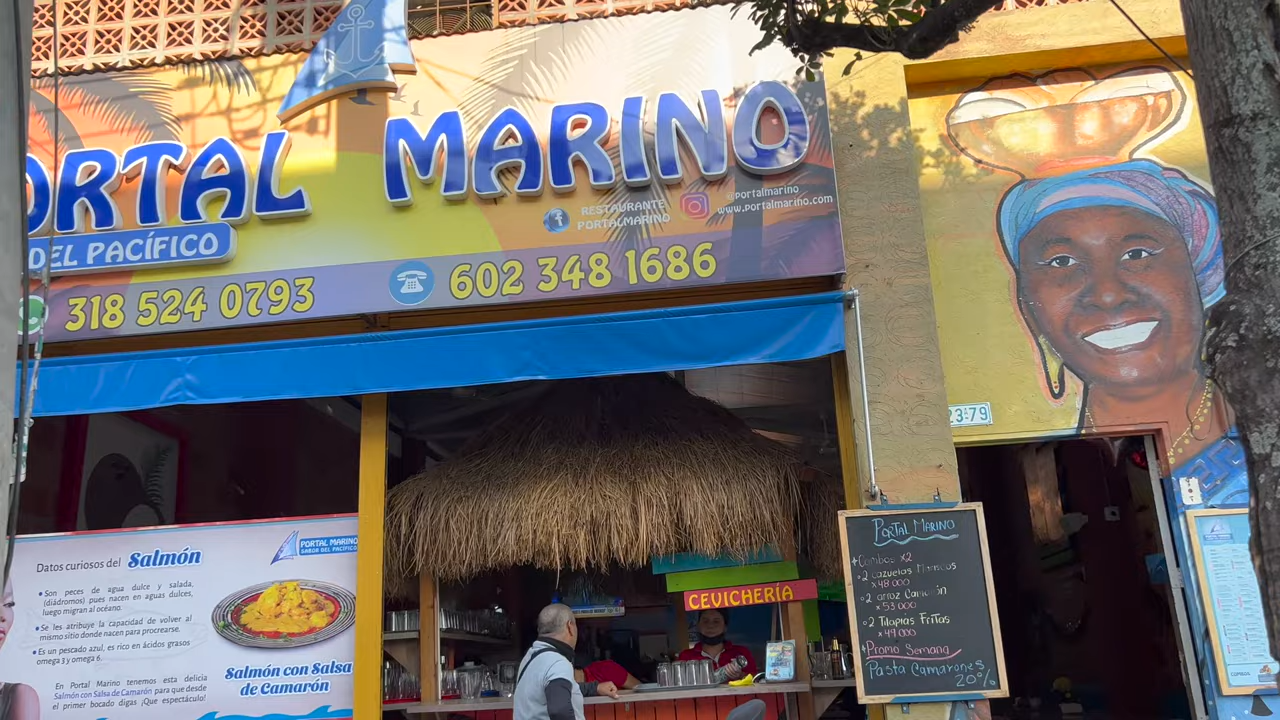 ORTAL MARINO
DEL PACÍFICO
RESTAURANTE
PORTALMARINO
@portalmarino
www.portalmarino.com
318 524 0793
602 348 1686
23-79
Datos curiosos del Salmón
PORTAL MARINO
SABOR DEL PACÍFICO
• Son peces de agua dulce y salada,
(diádromos) pues nacen en aguas dulces,
luego migran al océano.
• Se les atribuye la capacidad de volver al
mismo sitio donde nacen para procrearse.
• Es un pescado azul, es rico en ácidos grasos
omega 3 y omega 6.
En Portal Marino tenemos esta delicia
Salmón con Salsa de Camarón para que desde
el primer bocado digas ¡Que espectáculo!
Salmón con Salsa
de Camarón
CEVICHERÍA
PORTAL MARINO
+Combos x2
•2 cazuelas Mariscos
x48 000
•2 arroz Camarón
x53 000
•2 Tilapias Fritas
x49 000
+Promo Semana
Pasta Camarones,
20%